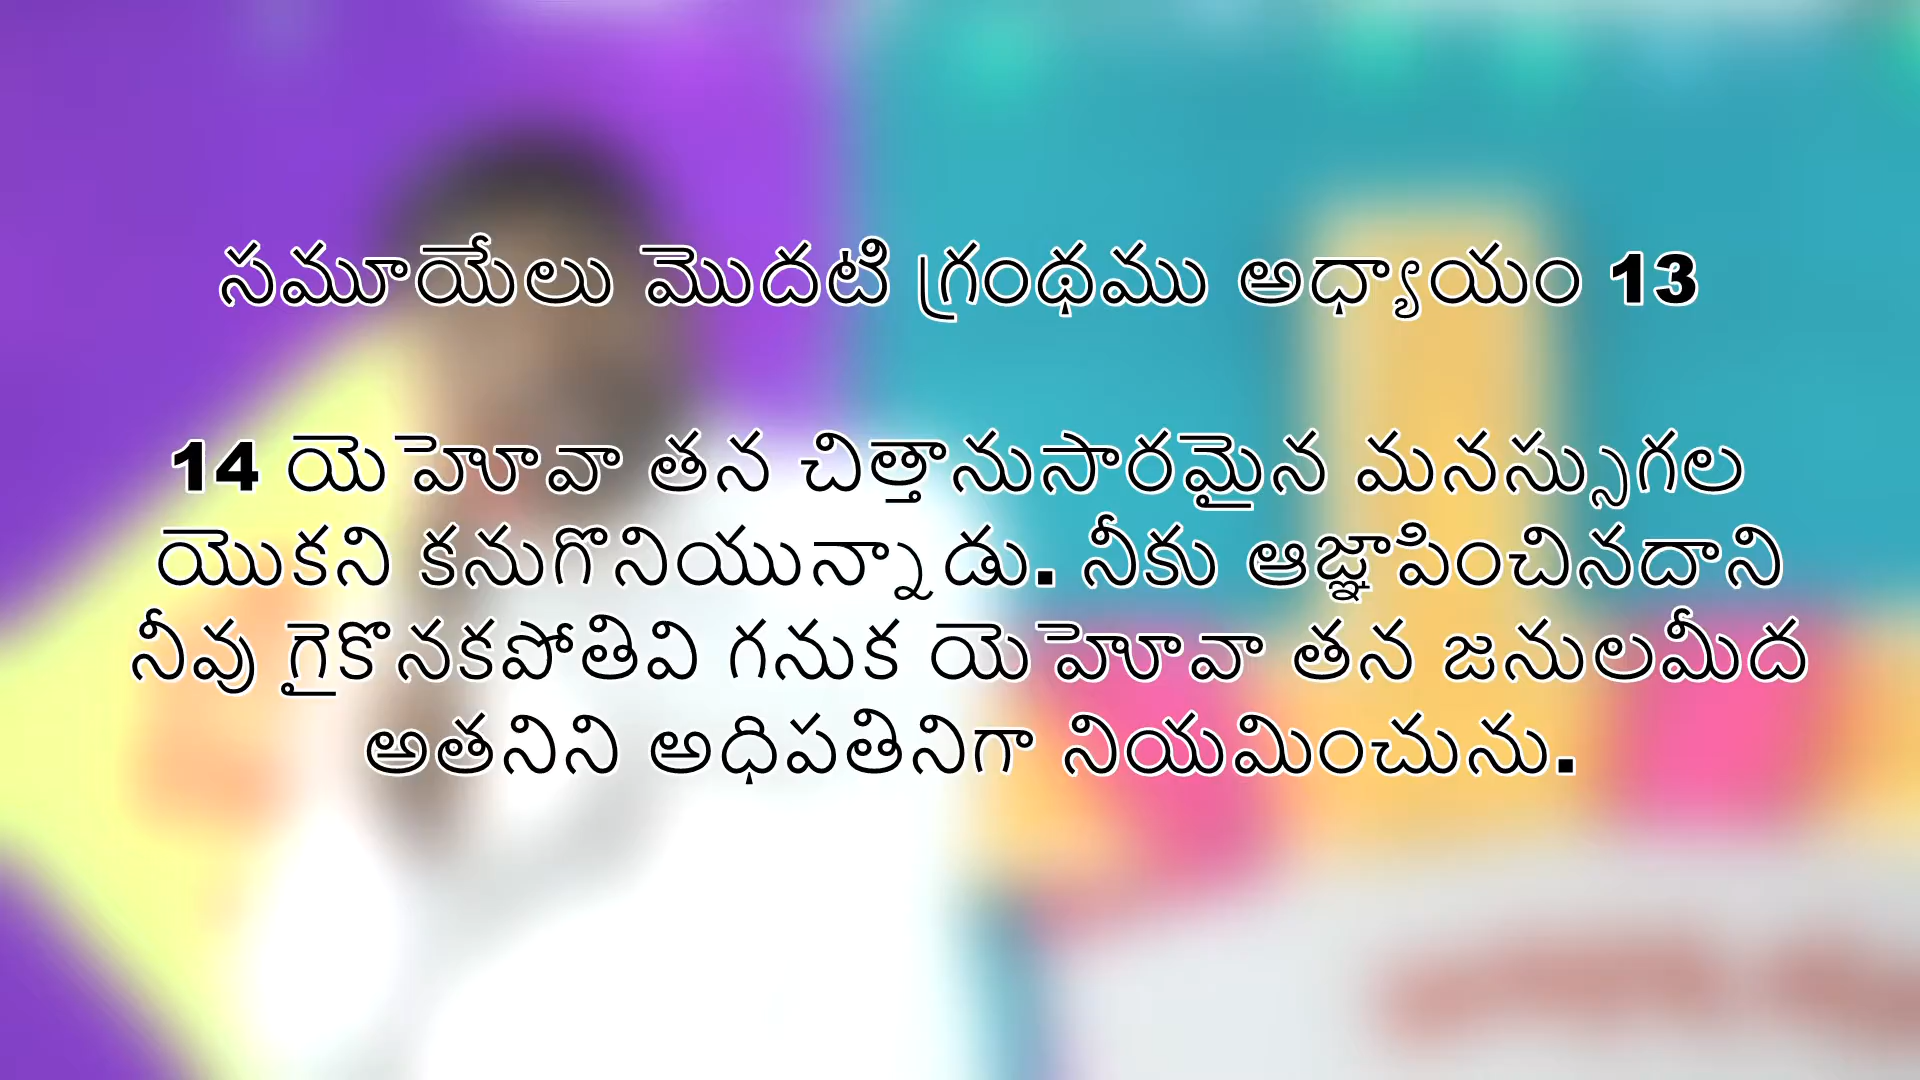 సమూయేలు మొదటి గ్రంథము అధ్యాయం 13
14 యెహెూవా తన చిత్తానుసారమైన మనస్సుగల
యొకని కనుగొనియున్నాడు. నీకు ఆజ్ఞాపించినదాని
నీవు గైకొనకపోతివి గనుక యెహెూవా తన జనులమీద
అతనిని అధిపతినిగా నియమించును.